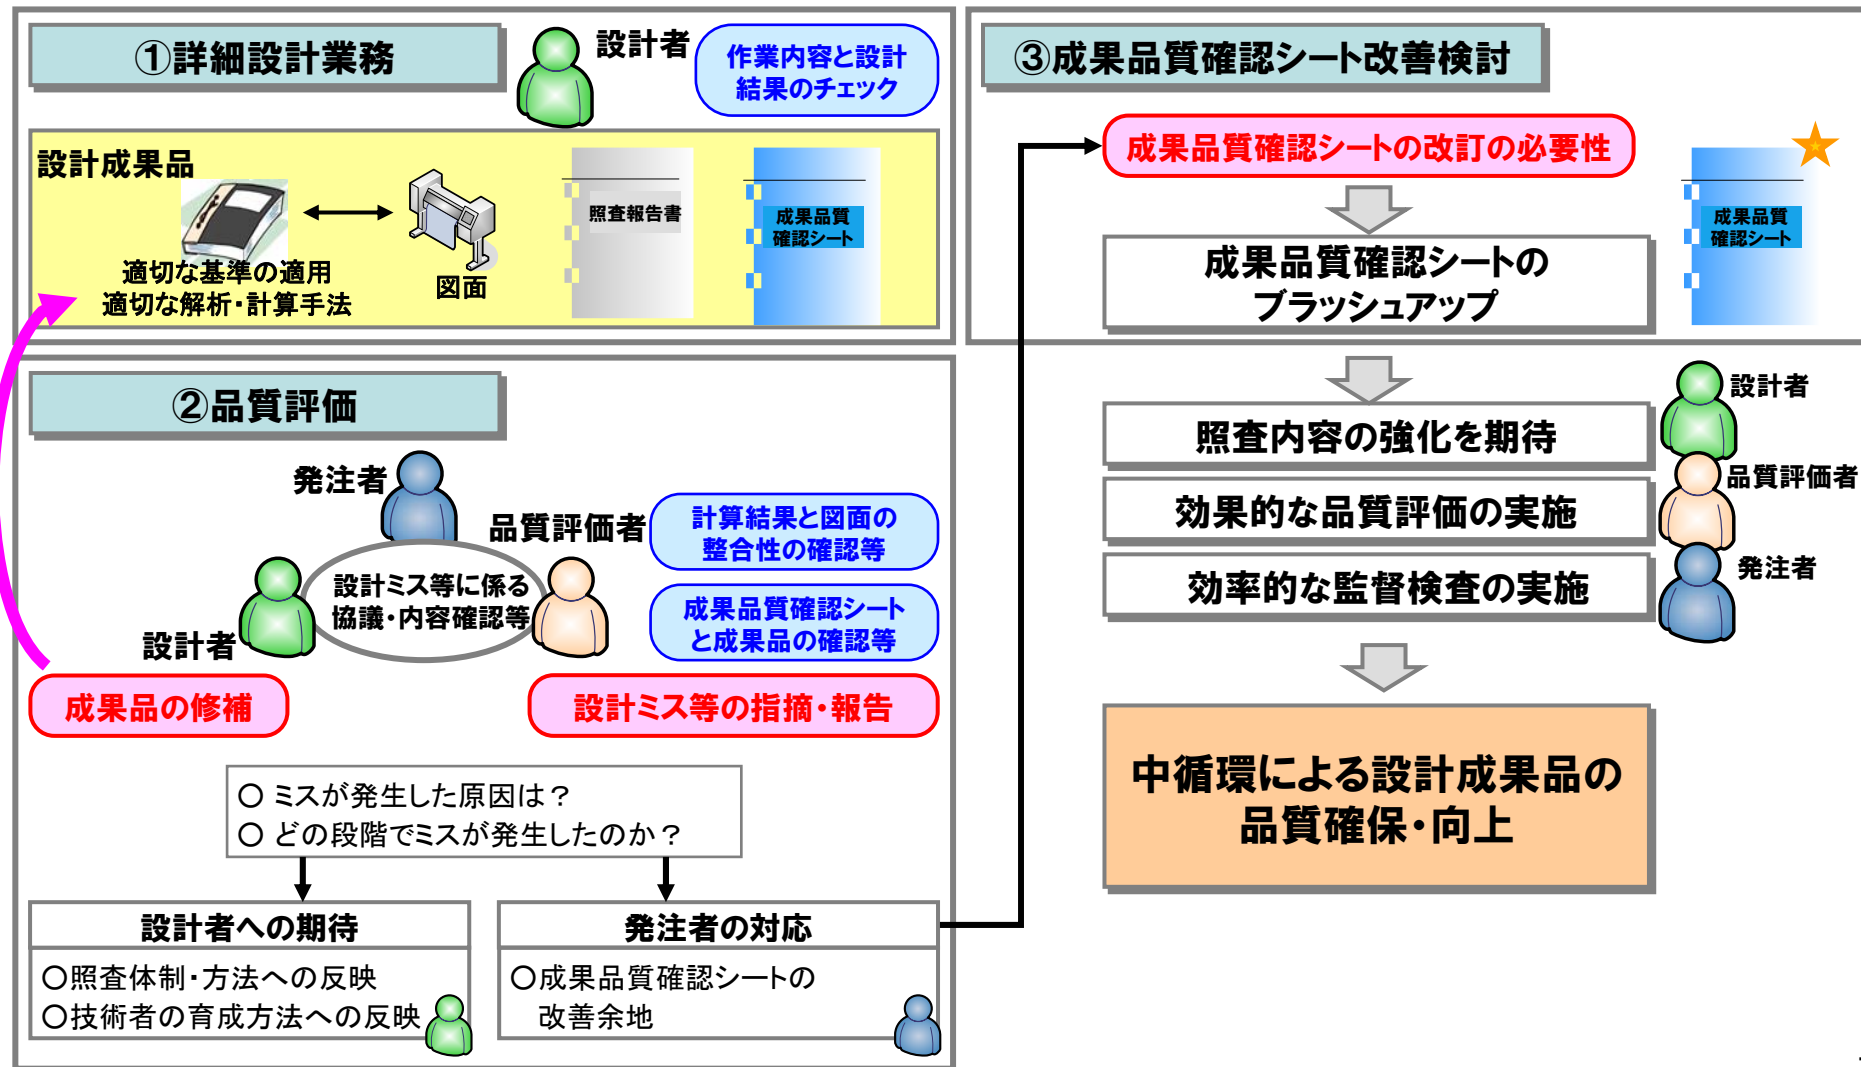 ①詳細設計業務
設計者
作業内容と設計
結果のチェック
設計成果品
適切な基準の適用
適切な解析・計算手法
図面
照査報告書
成果品質
確認シート
②品質評価
発注者
品質評価者
設計者
設計ミス等に係る
協議・内容確認等
計算結果と図面の
整合性の確認等
成果品質確認シート
と成果品の確認等
成果品の修補
設計ミス等の指摘・報告
○ ミスが発生した原因は？
○ どの段階でミスが発生したのか？
設計者への期待
○照査体制・方法への反映
○技術者の育成方法への反映
発注者の対応
○成果品質確認シートの
改善余地
③成果品質確認シート改善検討
成果品質確認シートの改訂の必要性
成果品質確認シートの
ブラッシュアップ
成果品質
確認シート
照査内容の強化を期待
設計者
効果的な品質評価の実施
品質評価者
効率的な監督検査の実施
発注者
中循環による設計成果品の
品質確保・向上